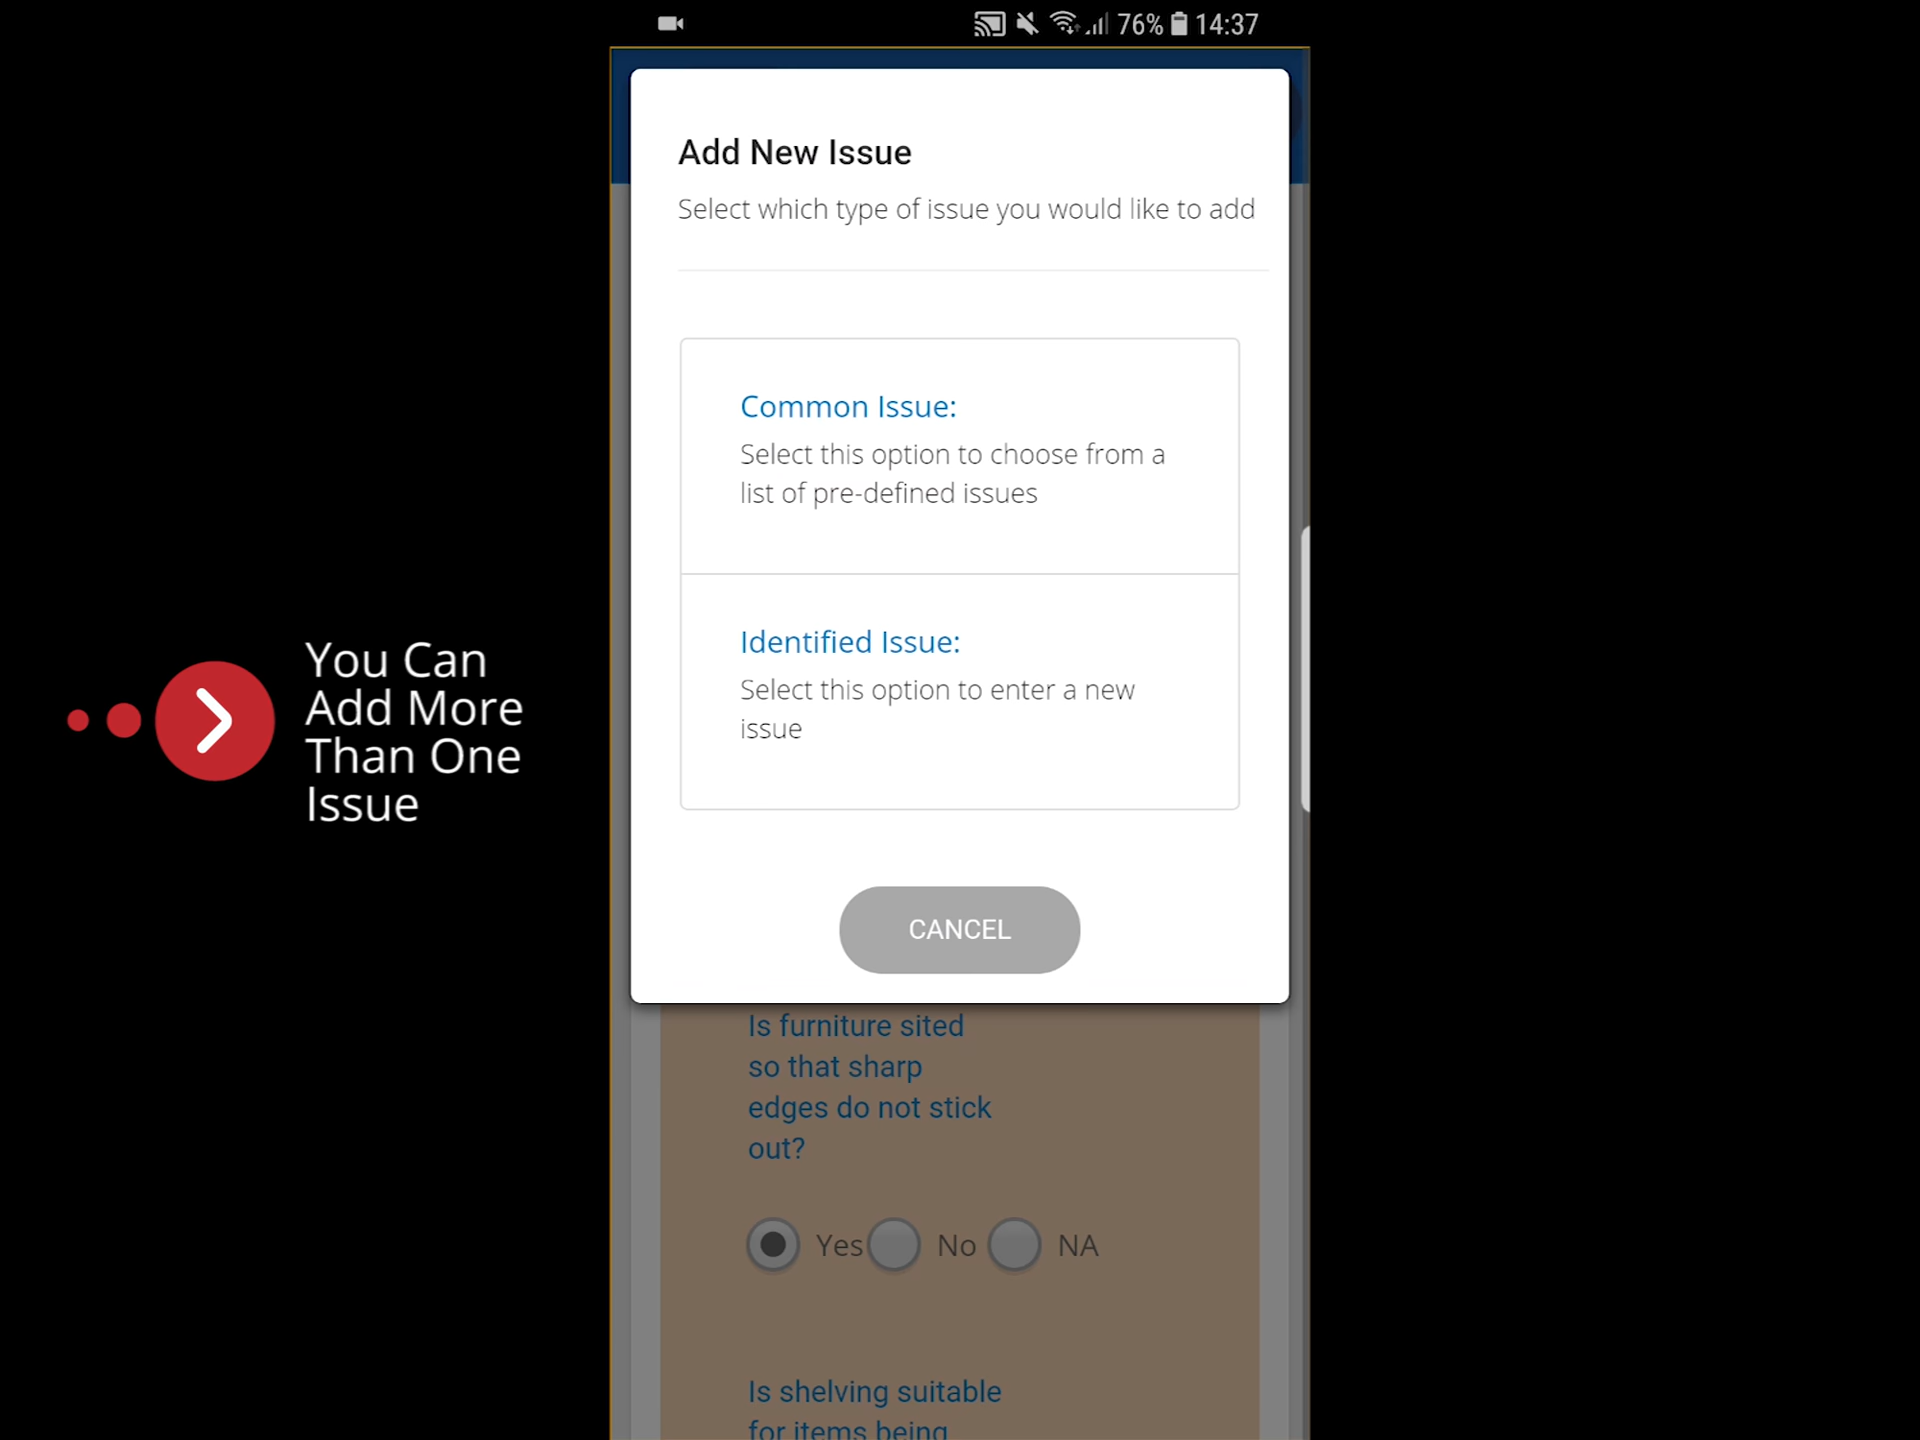 76% 14:37
Add New Issue
Select which type of issue you would like to add
Common Issue:
Select this option to choose from a
list of pre-defined issues
Identified Issue:
Select this option to enter a new
issue
CANCEL
You Can
Add More
Than One
Issue
Is furniture sited
so that sharp
edges do not stick
out?
Yes No NA
Is shelving suitable
for items being